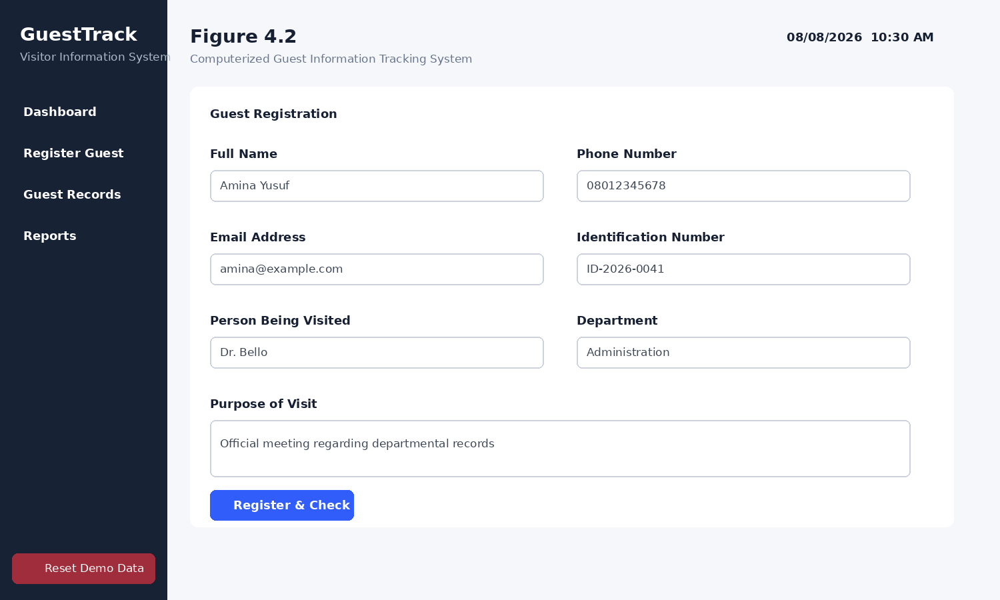 GuestTrack
Visitor Information System
Dashboard
Register Guest
Guest Records
Reports
Reset Demo Data
Figure 4.2
Computerized Guest Information Tracking System
08/08/2026 10:30 AM
Guest Registration
Full Name
Amina Yusuf
Phone Number
08012345678
Email Address
amina@example.com
Identification Number
ID-2026-0041
Person Being Visited
Dr. Bello
Department
Administration
Purpose of Visit
Official meeting regarding departmental records
Register & Check